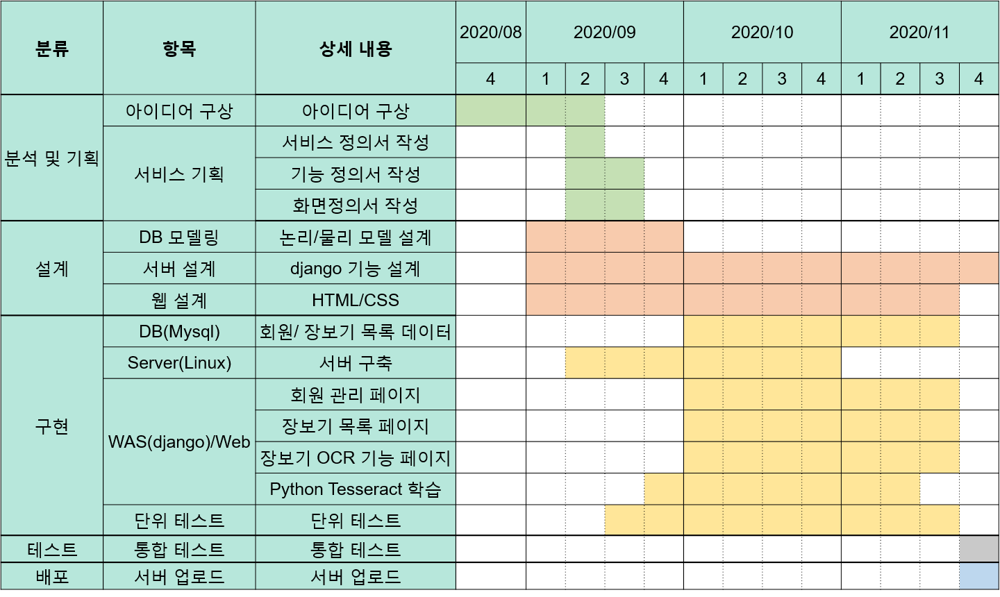 분류 항목 상세 내용 2020/08 2020/09 2020/10 2020/11
4 1 2 3 4 1 2 3 4 1 2 3 4
분석 및 기획 아이디어 구상 아이디어 구상
서비스 기획 서비스 정의서 작성
기능 정의서 작성
화면정의서 작성
설계 DB 모델링 논리/물리 모델 설계
서버 설계 django 기능 설계
웹 설계 HTML/CSS
구현 DB(Mysql) 회원/ 장보기 목록 데이터
Server(Linux) 서버 구축
WAS(django)/Web 회원 관리 페이지
장보기 목록 페이지
장보기 OCR 기능 페이지
Python Tesseract 학습
단위 테스트 단위 테스트
테스트 통합 테스트 통합 테스트
배포 서버 업로드 서버 업로드